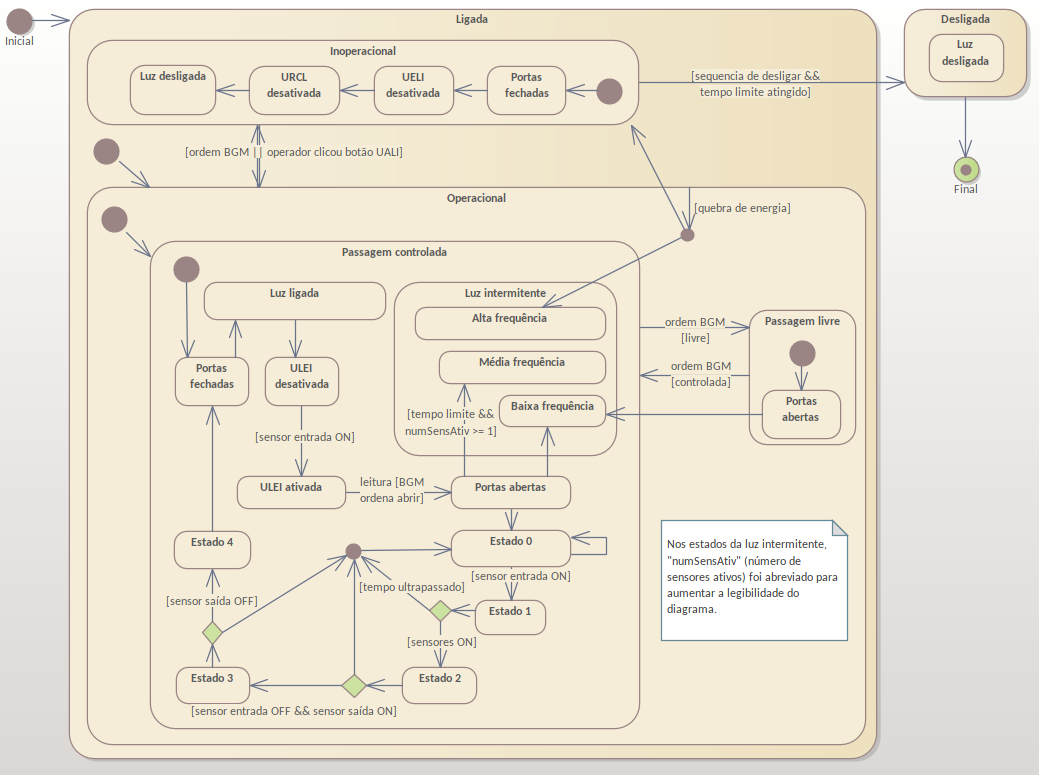 Ligada
Desligada
Inicial
Inoperacional
Luz
desligada
Luz desligada
URCL
desativada
UELI
desativada
Portas
fechadas
[sequencia de desligar &&
tempo limite atingido]
[ordem BGM || operador clicou botão UALI]
Final
Operacional
[quebra de energia]
Passagem controlada
Luz ligada
Luz intermitente
Alta frequência
ordem BGM
[livre]
Passagem livre
Média frequência
Portas
fechadas
ULEI
desativada
ordem BGM
[controlada]
Baixa frequência
Portas
abertas
[tempo limite &&
numSensAtiv >= 1]
[sensor entrada ON]
ULEI ativada
leitura [BGM
ordena abrir]
Portas abertas
Estado 4
Estado 0
Nos estados da luz intermitente,
"numSensAtiv" (número de
sensores ativos) foi abreviado para
aumentar a legibilidade do
diagrama.
[sensor entrada ON]
[tempo ultrapassado]
[sensor saída OFF]
Estado 1
[sensores ON]
Estado 3
Estado 2
[sensor entrada OFF && sensor saída ON]